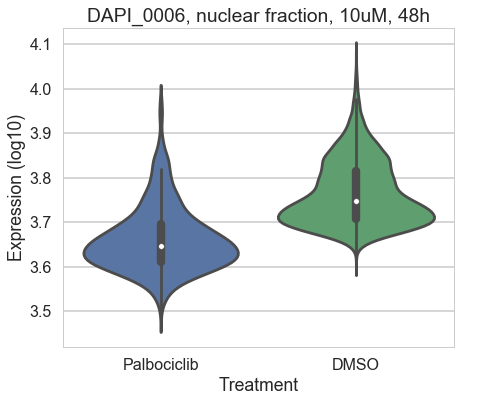 DAPI_0006, nuclear fraction, 10uM, 48h
Expression (log10)
4.1
4.0
3.9
3.8
3.7
3.6
3.5
Palbociclib DMSO
Treatment